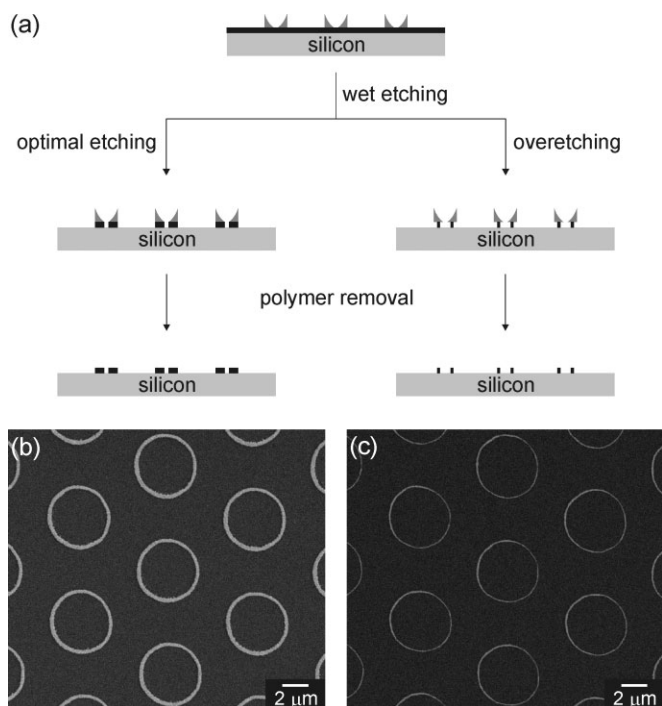 (a)
silicon
wet etching
optimal etching
overetching
silicon
silicon
polymer removal
silicon
silicon
(b)
(c)
2 μm
2 μm